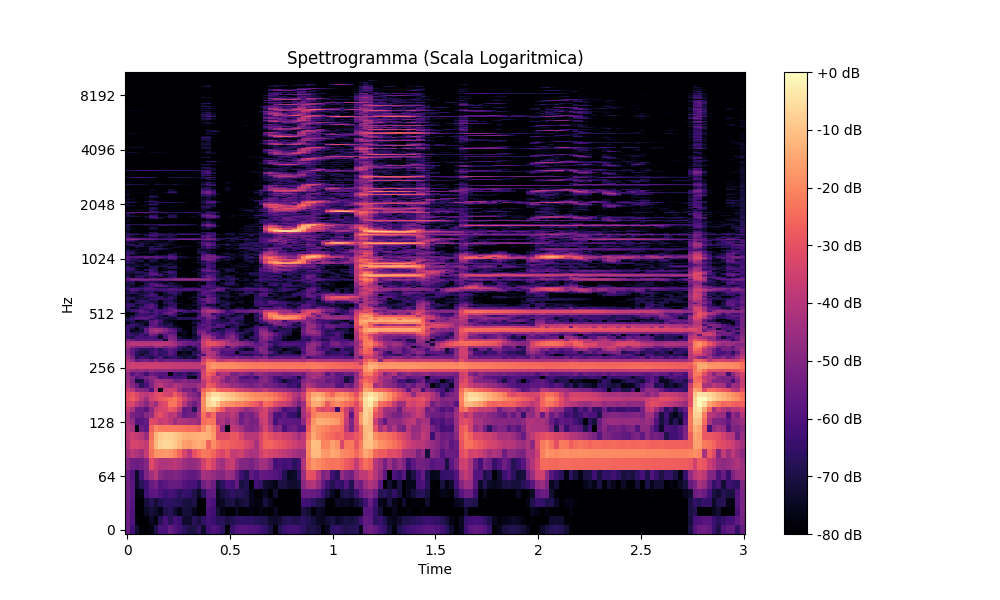 Spettrogramma (Scala Logaritmica)
8192
4096
2048
1024
512
256
128
64
0
Hz
0
0.5
1
1.5
2
2.5
3
Time
+0 dB
-10 dB
-20 dB
-30 dB
-40 dB
-50 dB
-60 dB
-70 dB
-80 dB